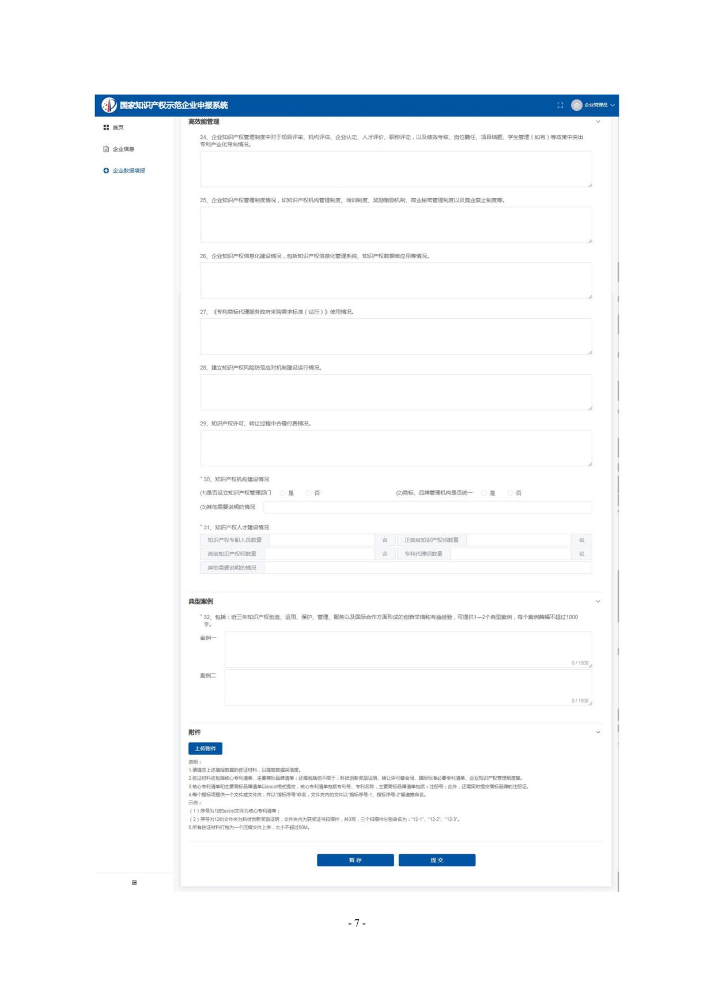 国家知识产权示范企业申报系统
企 企业管理员
首页
企业信息
企业数据填报
高效能管理
24、企业知识产权管理制度中对于项目评审、机构评估、企业认定、人才评价、职称评定，以及绩效考核、岗位聘任、项目结题、学生管理（如有）等政策中突出
专利产业化导向情况。
25、企业知识产权管理制度情况，如知识产权机构管理制度、培训制度、奖励激励机制、商业秘密管理制度以及竞业禁止制度等。
26、企业知识产权信息化建设情况，包括知识产权信息化管理系统、知识产权数据库应用等情况。
27、《专利商标代理服务政府采购需求标准（试行）》使用情况。
28、建立知识产权风险防范应对机制建设运行情况。
29、知识产权许可、转让过程中合理付费情况。
* 30、知识产权机构建设情况
(1)是否设立知识产权管理部门 是 否 (2)商标、品牌管理机构是否统一 是 否
(3)其他需要说明的情况
* 31、知识产权人才建设情况
知识产权专职人员数量 名 正高级知识产权师数量 名
高级知识产权师数量 名 专利代理师数量 名
其他需要说明的情况
典型案例
* 32、包括：近三年知识产权创造、运用、保护、管理、服务以及国际合作方面形成的创新举措和有益经验，可提供1—2个典型案例，每个案例篇幅不超过1000
字。
案例一
0 / 1000
案例二
0 / 1000
附件
上传附件
说明：
1.请提交上述填报数据的佐证材料，以提高数据采信度。
2.佐证材料应包括核心专利清单、主要商标品牌清单；还需包括但不限于：科技创新奖励证明、转让许可等合同、国际标准必要专利清单、企业知识产权管理制度等。
3.核心专利清单和主要商标品牌清单以excel格式提交，核心专利清单包括专利号、专利名称，主要商标品牌清单包括：注册号；此外，还需同时提交商标品牌的注册证。
4.每个指标项提供一个文件或文件夹，并以“指标序号”命名，文件夹内的文件以“指标序号-1、指标序号-2”等递推命名。
示例：
（1）序号为10的excel文件为核心专利清单；
（2）序号为12的文件夹为科技创新奖励证明，文件夹内为获奖证书扫描件，共3项，三个扫描件分别命名为：“12-1”、“12-2”、“12-3”。
5.所有佐证材料打包为一个压缩文件上传，大小不超过50M。
暂 存 提 交
- 7 -